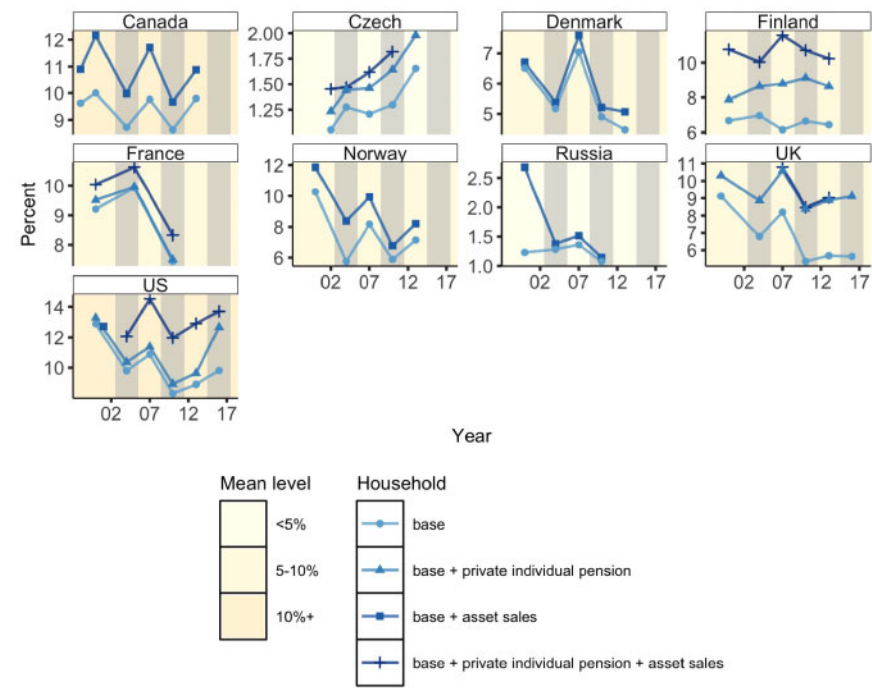 Canada Czech Denmark Finland
12 2.00 7 10
11 1.75 6 8
10 1.50 5 6
9 1.25
France Norway Russia UK
10 12 2.5 11
9 10 2.0 10
8 8 1.5 9
6 1.0 8
7
6
02 07 12 17 02 07 12 17 02 07 12 17
US
14
12
10
02 07 12 17
Percent
Year
Mean level Household
<5% base
5-10% base + private individual pension
10%+ base + asset sales
base + private individual pension + asset sales